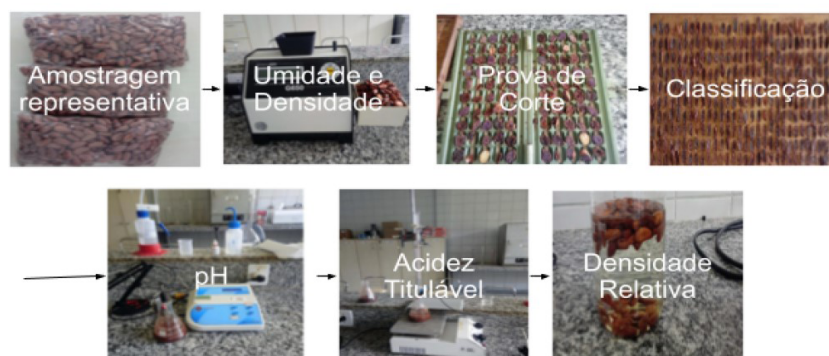 Amostragem
representativa
Umidade e
Densidade
Prova de
Corte
Classificação
pH
Acidez
Titulável
Densidade
Relativa